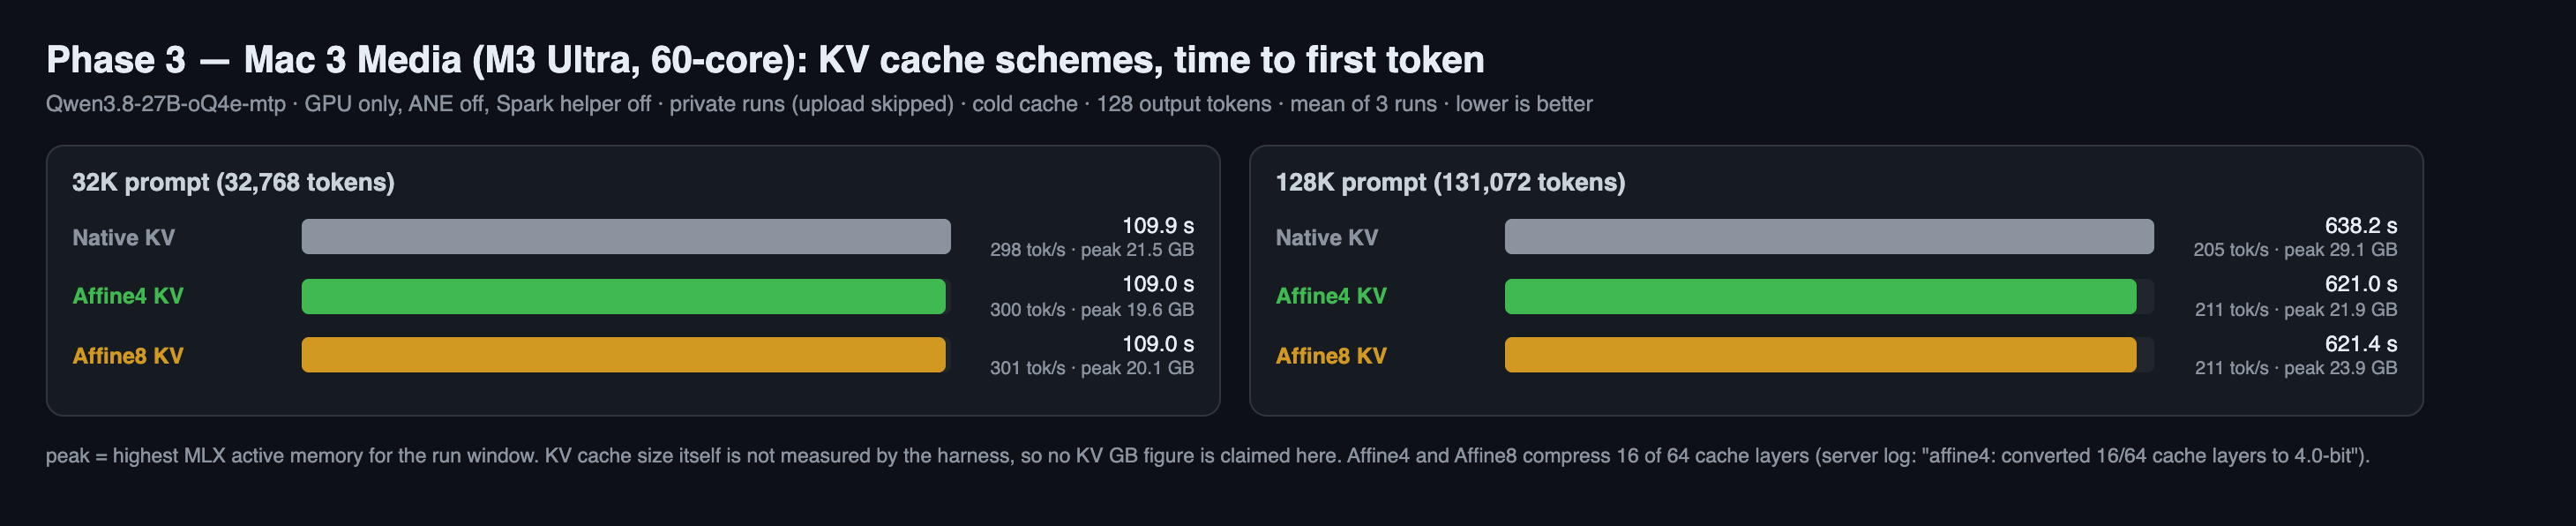 Phase 3 — Mac 3 Media (M3 Ultra, 60-core): KV cache schemes, time to first token
Qwen3.8-27B-oQ4e-mtp · GPU only, ANE off, Spark helper off · private runs (upload skipped) · cold cache · 128 output tokens · mean of 3 runs · lower is better
32K prompt (32,768 tokens)
Native KV
109.9 s
298 tok/s · peak 21.5 GB
Affine4 KV
109.0 s
300 tok/s · peak 19.6 GB
Affine8 KV
109.0 s
301 tok/s · peak 20.1 GB
128K prompt (131,072 tokens)
Native KV
638.2 s
205 tok/s · peak 29.1 GB
Affine4 KV
621.0 s
211 tok/s · peak 21.9 GB
Affine8 KV
621.4 s
211 tok/s · peak 23.9 GB
peak = highest MLX active memory for the run window. KV cache size itself is not measured by the harness, so no KV GB figure is claimed here. Affine4 and Affine8 compress 16 of 64 cache layers (server log: "affine4: converted 16/64 cache layers to 4.0-bit").